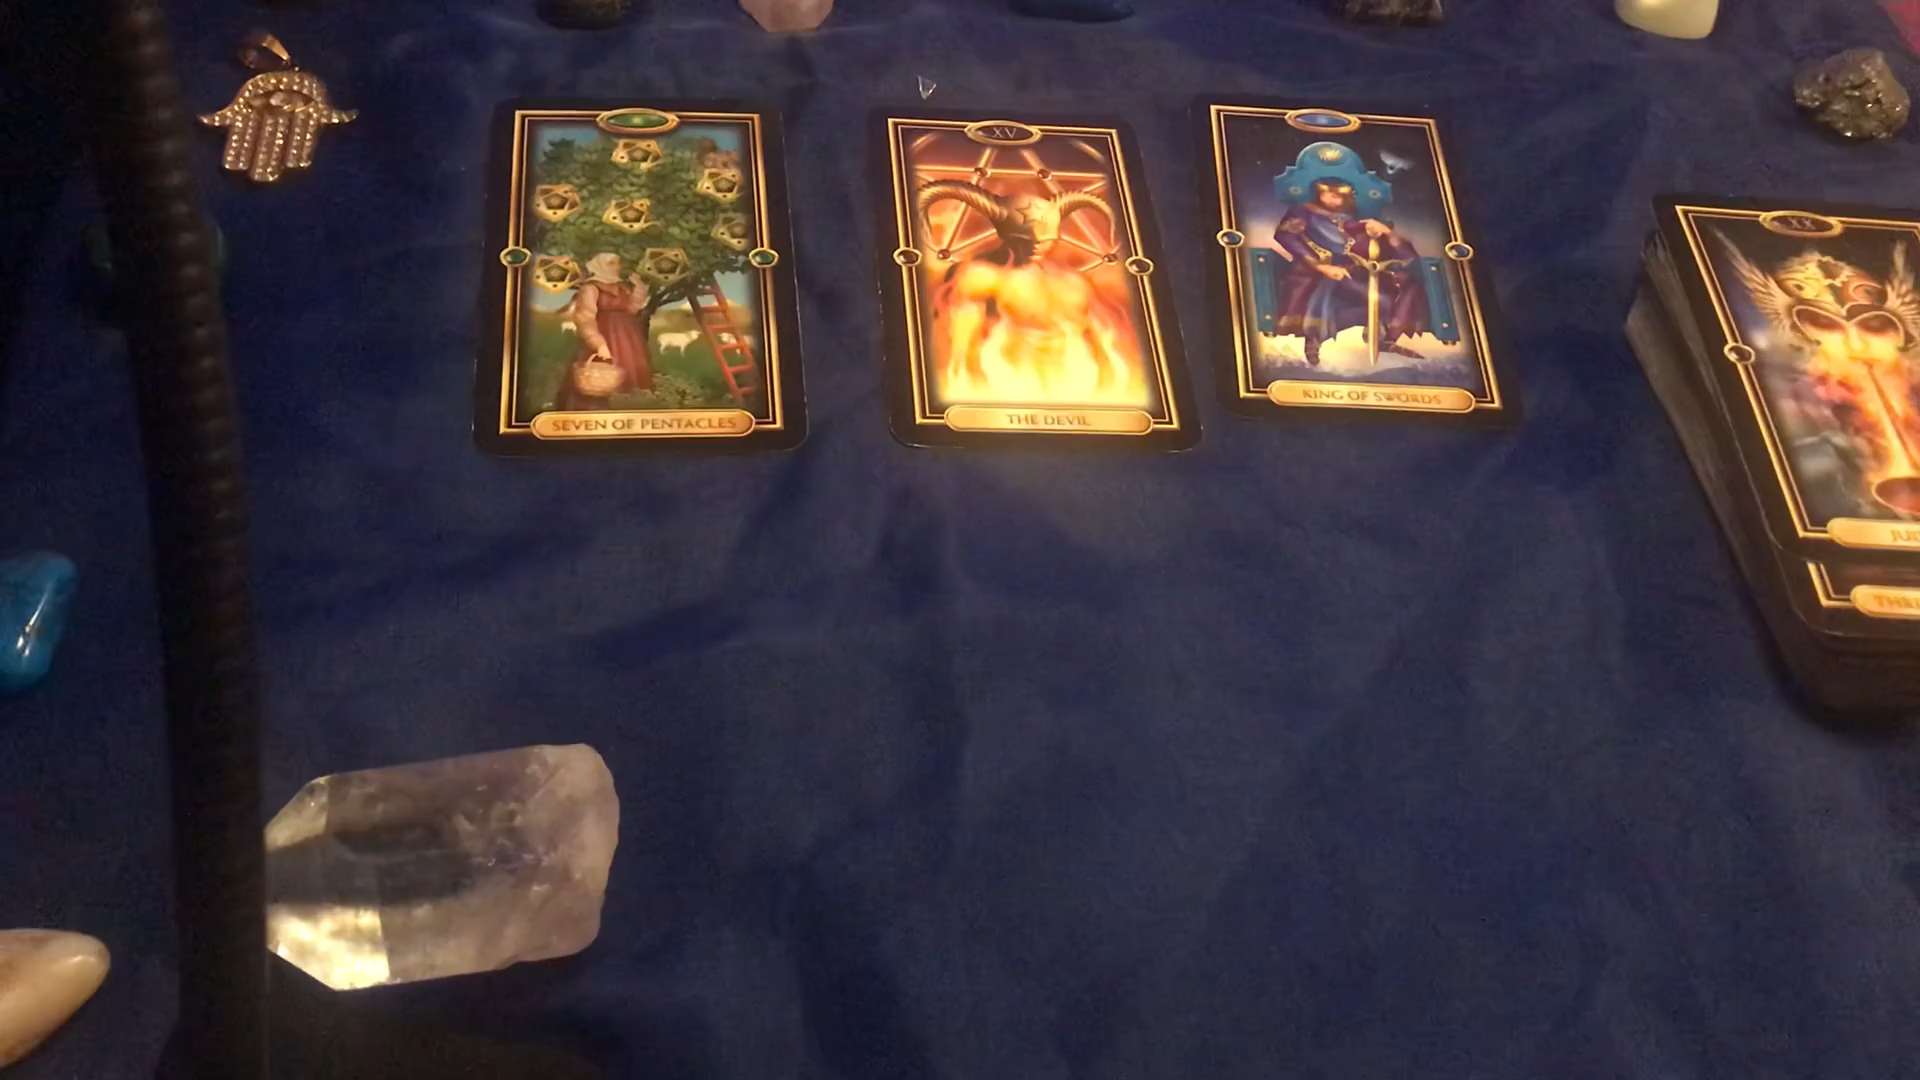 XV
XX
SEVEN OF PENTACLES
THE DEVIL
KING OF SWORDS